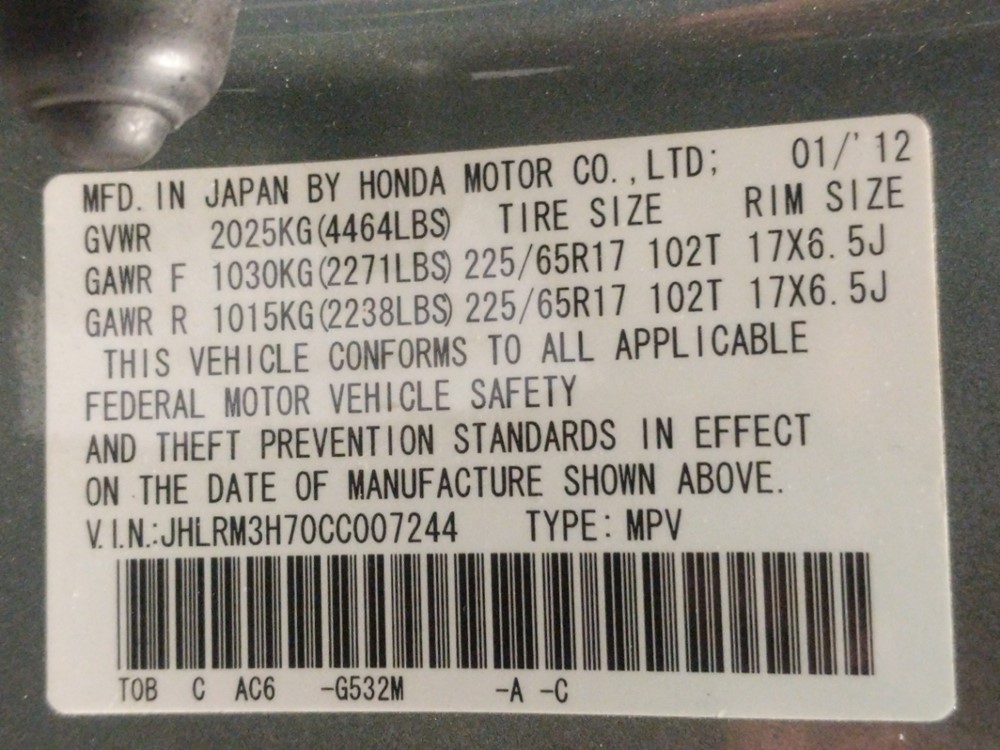 MFD. IN JAPAN BY HONDA MOTOR CO., LTD; 01/'12
GVWR 2025KG(4464LBS) TIRE SIZE RIM SIZE
GAWR F 1030KG(2271LBS) 225/65R17 102T 17X6.5J
GAWR R 1015KG(2238LBS) 225/65R17 102T 17X6.5J
THIS VEHICLE CONFORMS TO ALL APPLICABLE
FEDERAL MOTOR VEHICLE SAFETY
AND THEFT PREVENTION STANDARDS IN EFFECT
ON THE DATE OF MANUFACTURE SHOWN ABOVE.
V.I.N.:JHLRM3H70CC007244 TYPE: MPV
TOB C AC6 -G532M -A -C